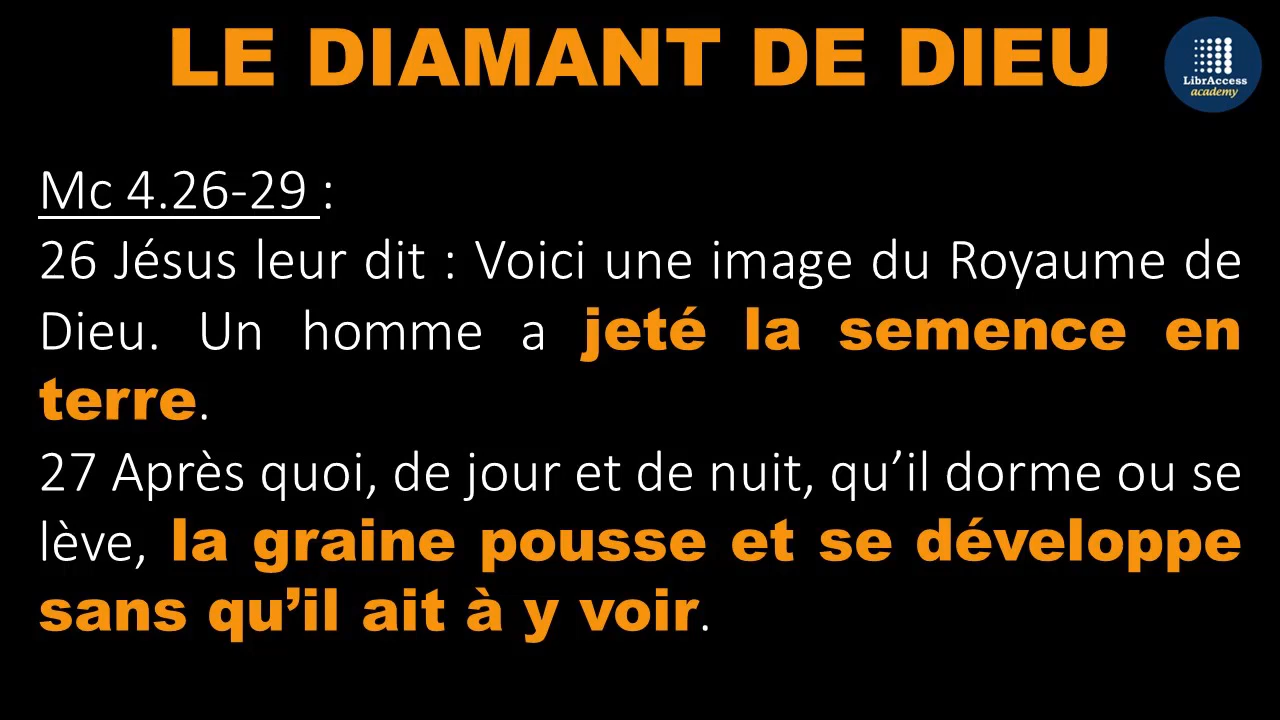 LE DIAMANT DE DIEU
LibrAccess
academy
Mc 4.26-29 :
26 Jésus leur dit : Voici une image du Royaume de
Dieu. Un homme a jeté la semence en
terre.
27 Après quoi, de jour et de nuit, qu’il dorme ou se
lève, la graine pousse et se développe
sans qu’il ait à y voir.